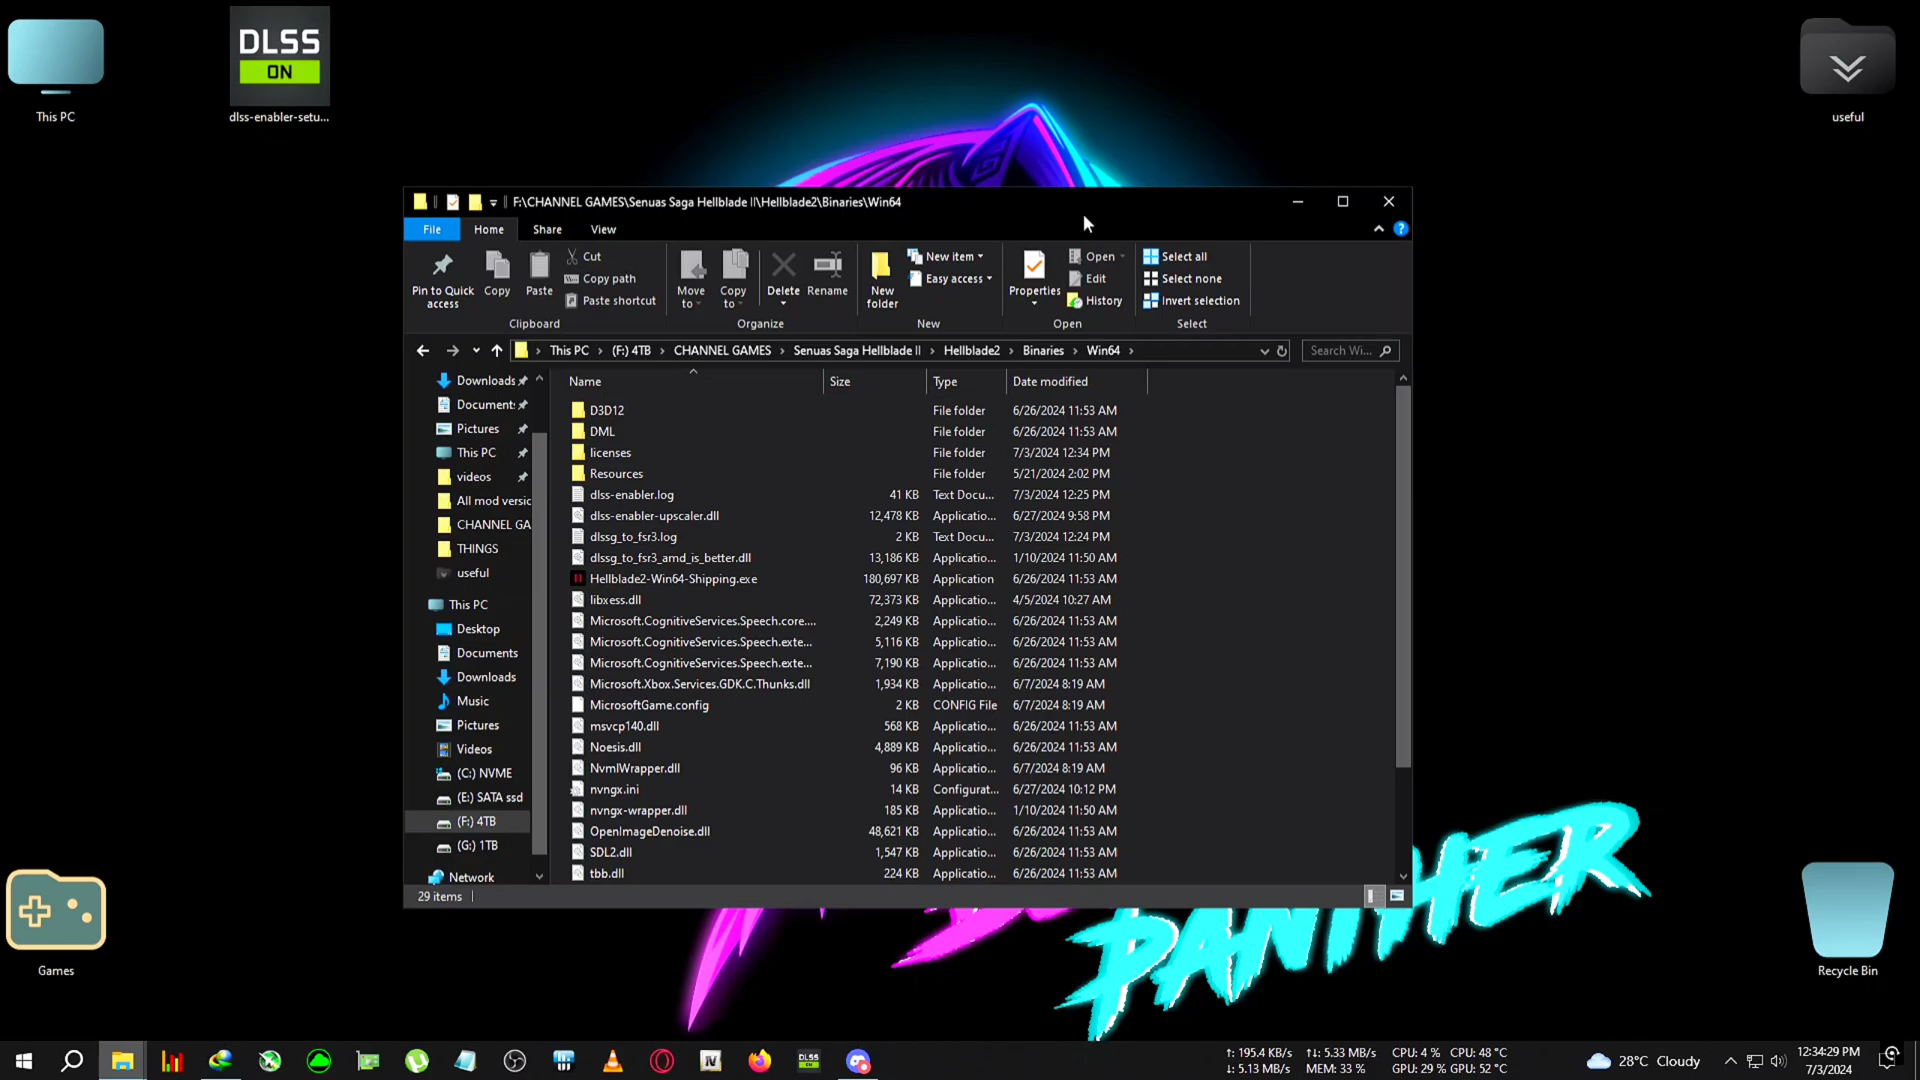 This PC
DLSS
ON
dlss-enabler-setu...
useful
F:\CHANNEL GAMES\Senuas Saga Hellblade II\Hellblade2\Binaries\Win64
File
Home
Share
View
Pin to Quick access
Copy
Paste
Cut
Copy path
Paste shortcut
Clipboard
Move to
Copy to
Delete
Rename
Organize
New folder
New item
Easy access
New
Properties
Open
Edit
History
Open
Select all
Select none
Invert selection
Select
This PC > (F:) 4TB > CHANNEL GAMES > Senuas Saga Hellblade II > Hellblade2 > Binaries > Win64 >
Search Wi...
Downloads
Document:
Pictures
This PC
videos
All mod versic
CHANNEL GA
THINGS
useful
This PC
Desktop
Documents
Downloads
Music
Pictures
Videos
(C:) NVME
(E:) SATA ssd
(F:) 4TB
(G:) 1TB
Network
Name Size Type Date modified
D3D12 File folder 6/26/2024 11:53 AM
DML File folder 6/26/2024 11:53 AM
licenses File folder 7/3/2024 12:34 PM
Resources File folder 5/21/2024 2:02 PM
dlss-enabler.log 41 KB Text Docu... 7/3/2024 12:25 PM
dlss-enabler-upscaler.dll 12,478 KB Applicatio... 6/27/2024 9:58 PM
dlssg_to_fsr3.log 2 KB Text Docu... 7/3/2024 12:24 PM
dlssg_to_fsr3_amd_is_better.dll 13,186 KB Applicatio... 1/10/2024 11:50 AM
Hellblade2-Win64-Shipping.exe 180,697 KB Application 6/26/2024 11:53 AM
libxess.dll 72,373 KB Applicatio... 4/5/2024 10:27 AM
Microsoft.CognitiveServices.Speech.core.... 2,249 KB Applicatio... 6/26/2024 11:53 AM
Microsoft.CognitiveServices.Speech.exte... 5,116 KB Applicatio... 6/26/2024 11:53 AM
Microsoft.CognitiveServices.Speech.exte... 7,190 KB Applicatio... 6/26/2024 11:53 AM
Microsoft.Xbox.Services.GDK.C.Thunks.dll 1,934 KB Applicatio... 6/7/2024 8:19 AM
MicrosoftGame.config 2 KB CONFIG File 6/7/2024 8:19 AM
msvcp140.dll 568 KB Applicatio... 6/26/2024 11:53 AM
Noesis.dll 4,889 KB Applicatio... 6/26/2024 11:53 AM
NvmlWrapper.dll 96 KB Applicatio... 6/7/2024 8:19 AM
nvngx.ini 14 KB Configurat... 6/27/2024 10:12 PM
nvngx-wrapper.dll 185 KB Applicatio... 1/10/2024 11:50 AM
OpenImageDenoise.dll 48,621 KB Applicatio... 6/26/2024 11:53 AM
SDL2.dll 1,547 KB Applicatio... 6/26/2024 11:53 AM
tbb.dll 224 KB Applicatio... 6/26/2024 11:53 AM
29 items
PANTHER
Games
Recycle Bin
IV
DLSS
ON
↑: 195.4 KB/s ↑↓: 5.33 MB/s CPU: 4 % CPU: 48 °C
↓: 5.13 MB/s MEM: 33 % GPU: 29 % GPU: 52 °C
28°C Cloudy
12:34:29 PM
7/3/2024